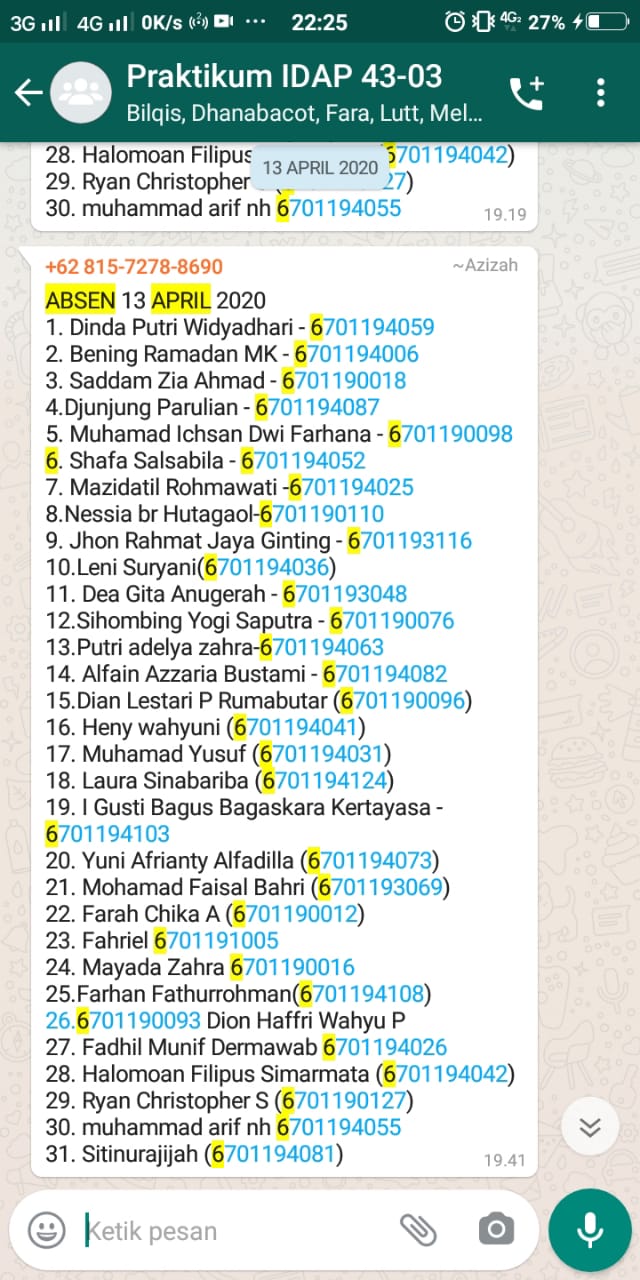 3G 4G 0K/s ... 22:25 4G2 27%
Praktikum IDAP 43-03
Bilqis, Dhanabacot, Fara, Lutt, Mel...
13 APRIL 2020
28. Halomoan Filipus 6701194042)
29. Ryan Christopher 27)
30. muhammad arif nh 6701194055
19.19
+62 815-7278-8690 ~Azizah
ABSEN 13 APRIL 2020
1. Dinda Putri Widyadhari - 6701194059
2. Bening Ramadan MK - 6701194006
3. Saddam Zia Ahmad - 6701190018
4.Djunjung Parulian - 6701194087
5. Muhamad Ichsan Dwi Farhana - 6701190098
6. Shafa Salsabila - 6701194052
7. Mazidatil Rohmawati -6701194025
8.Nessia br Hutagaol-6701190110
9. Jhon Rahmat Jaya Ginting - 6701193116
10.Leni Suryani(6701194036)
11. Dea Gita Anugerah - 6701193048
12.Sihombing Yogi Saputra - 6701190076
13.Putri adelya zahra-6701194063
14. Alfain Azzaria Bustami - 6701194082
15.Dian Lestari P Rumabutar (6701190096)
16. Heny wahyuni (6701194041)
17. Muhamad Yusuf (6701194031)
18. Laura Sinabariba (6701194124)
19. I Gusti Bagus Bagaskara Kertayasa -
6701194103
20. Yuni Afrianty Alfadilla (6701194073)
21. Mohamad Faisal Bahri (6701193069)
22. Farah Chika A (6701190012)
23. Fahriel 6701191005
24. Mayada Zahra 6701190016
25.Farhan Fathurrohman(6701194108)
26.6701190093 Dion Haffri Wahyu P
27. Fadhil Munif Dermawab 6701194026
28. Halomoan Filipus Simarmata (6701194042)
29. Ryan Christopher S (6701190127)
30. muhammad arif nh 6701194055
31. Sitinurajijah (6701194081)
19.41
Ketik pesan